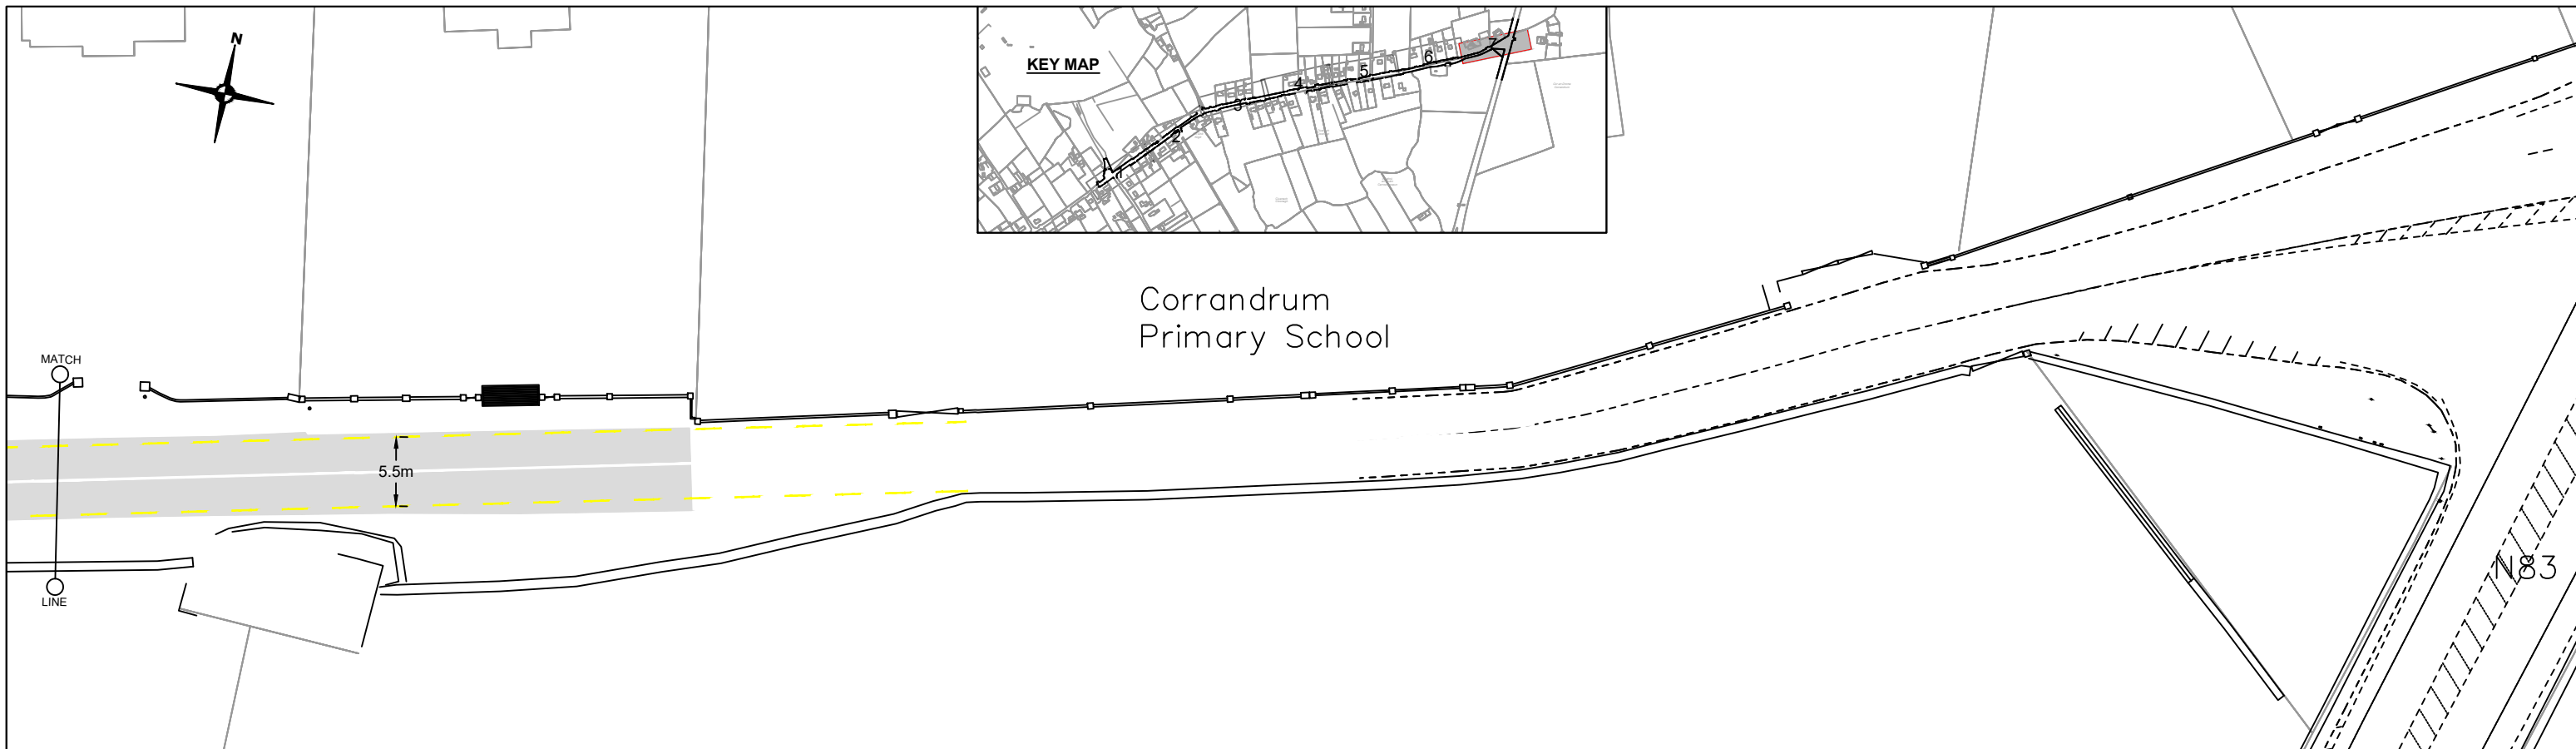 N
KEY MAP
1
2
3
4
5
6
7
Corrandrum
Primary School
MATCH
5.5m
LINE
N83